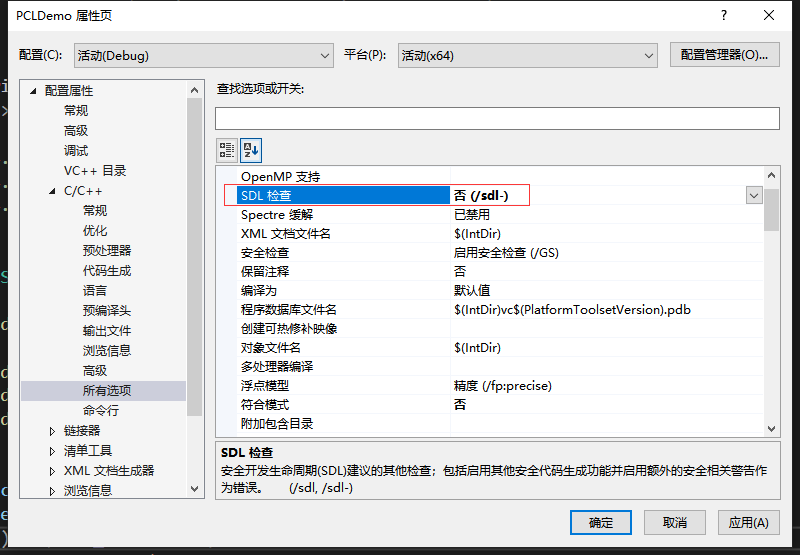 PCLDemo 属性页
配置(C): 活动(Debug) 平台(P): 活动(x64) 配置管理器(O)...
配置属性
常规
高级
调试
VC++ 目录
C/C++
常规
优化
预处理器
代码生成
语言
预编译头
输出文件
浏览信息
高级
所有选项
命令行
链接器
清单工具
XML 文档生成器
浏览信息
查找选项或开关:
OpenMP 支持
SDL 检查 否 (/sdl-)
Spectre 缓解 已禁用
XML 文档文件名 $(IntDir)
安全检查 启用安全检查 (/GS)
保留注释 否
编译为 默认值
程序数据库文件名 $(IntDir)vc$(PlatformToolsetVersion).pdb
创建可热修补映像
对象文件名 $(IntDir)
多处理器编译
浮点模型 精度 (/fp:precise)
符合模式 否
附加包含目录
SDL 检查
安全开发生命周期(SDL)建议的其他检查；包括启用其他安全代码生成功能并启用额外的安全相关警告作
为错误。 (/sdl, /sdl-)
确定 取消 应用(A)